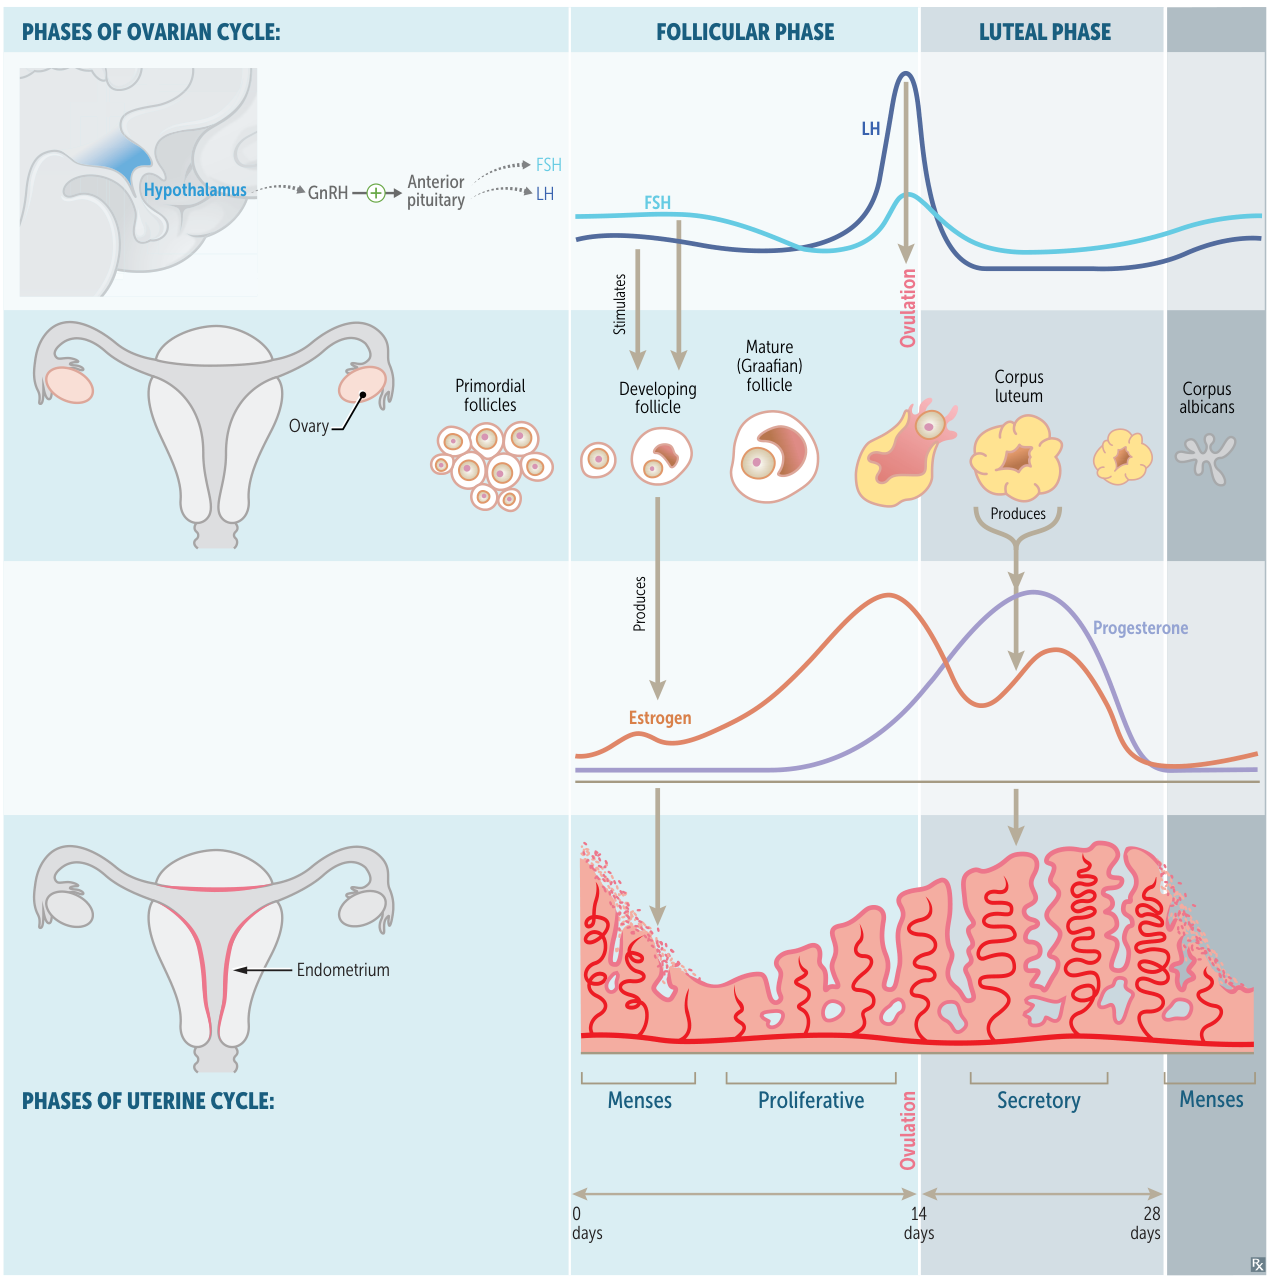 PHASES OF OVARIAN CYCLE:
FOLLICULAR PHASE
LUTEAL PHASE
Hypothalamus
GnRH
+
Anterior
pituitary
FSH
LH
FSH
LH
Stimulates
Ovulation
Ovary
Primordial
follicles
Developing
follicle
Mature
(Graafian)
follicle
Corpus
luteum
Corpus
albicans
Produces
Produces
Estrogen
Progesterone
Endometrium
PHASES OF UTERINE CYCLE:
Menses
Proliferative
Ovulation
Secretory
Menses
0
days
14
days
28
days
Rx